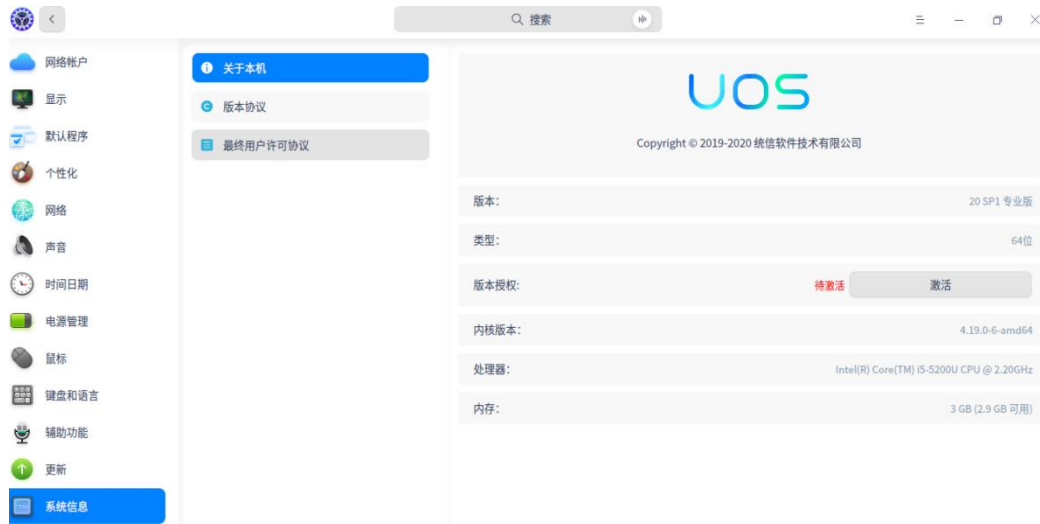 搜索
网络帐户
显示
默认程序
个性化
网络
声音
时间日期
电源管理
鼠标
键盘和语言
辅助功能
更新
系统信息
关于本机
版本协议
最终用户许可协议
UOS
Copyright © 2019-2020 统信软件技术有限公司
版本: 20 SP1 专业版
类型: 64位
版本授权: 待激活 激活
内核版本: 4.19.0-6-amd64
处理器: Intel(R) Core(TM) i5-5200U CPU @ 2.20GHz
内存: 3 GB (2.9 GB 可用)